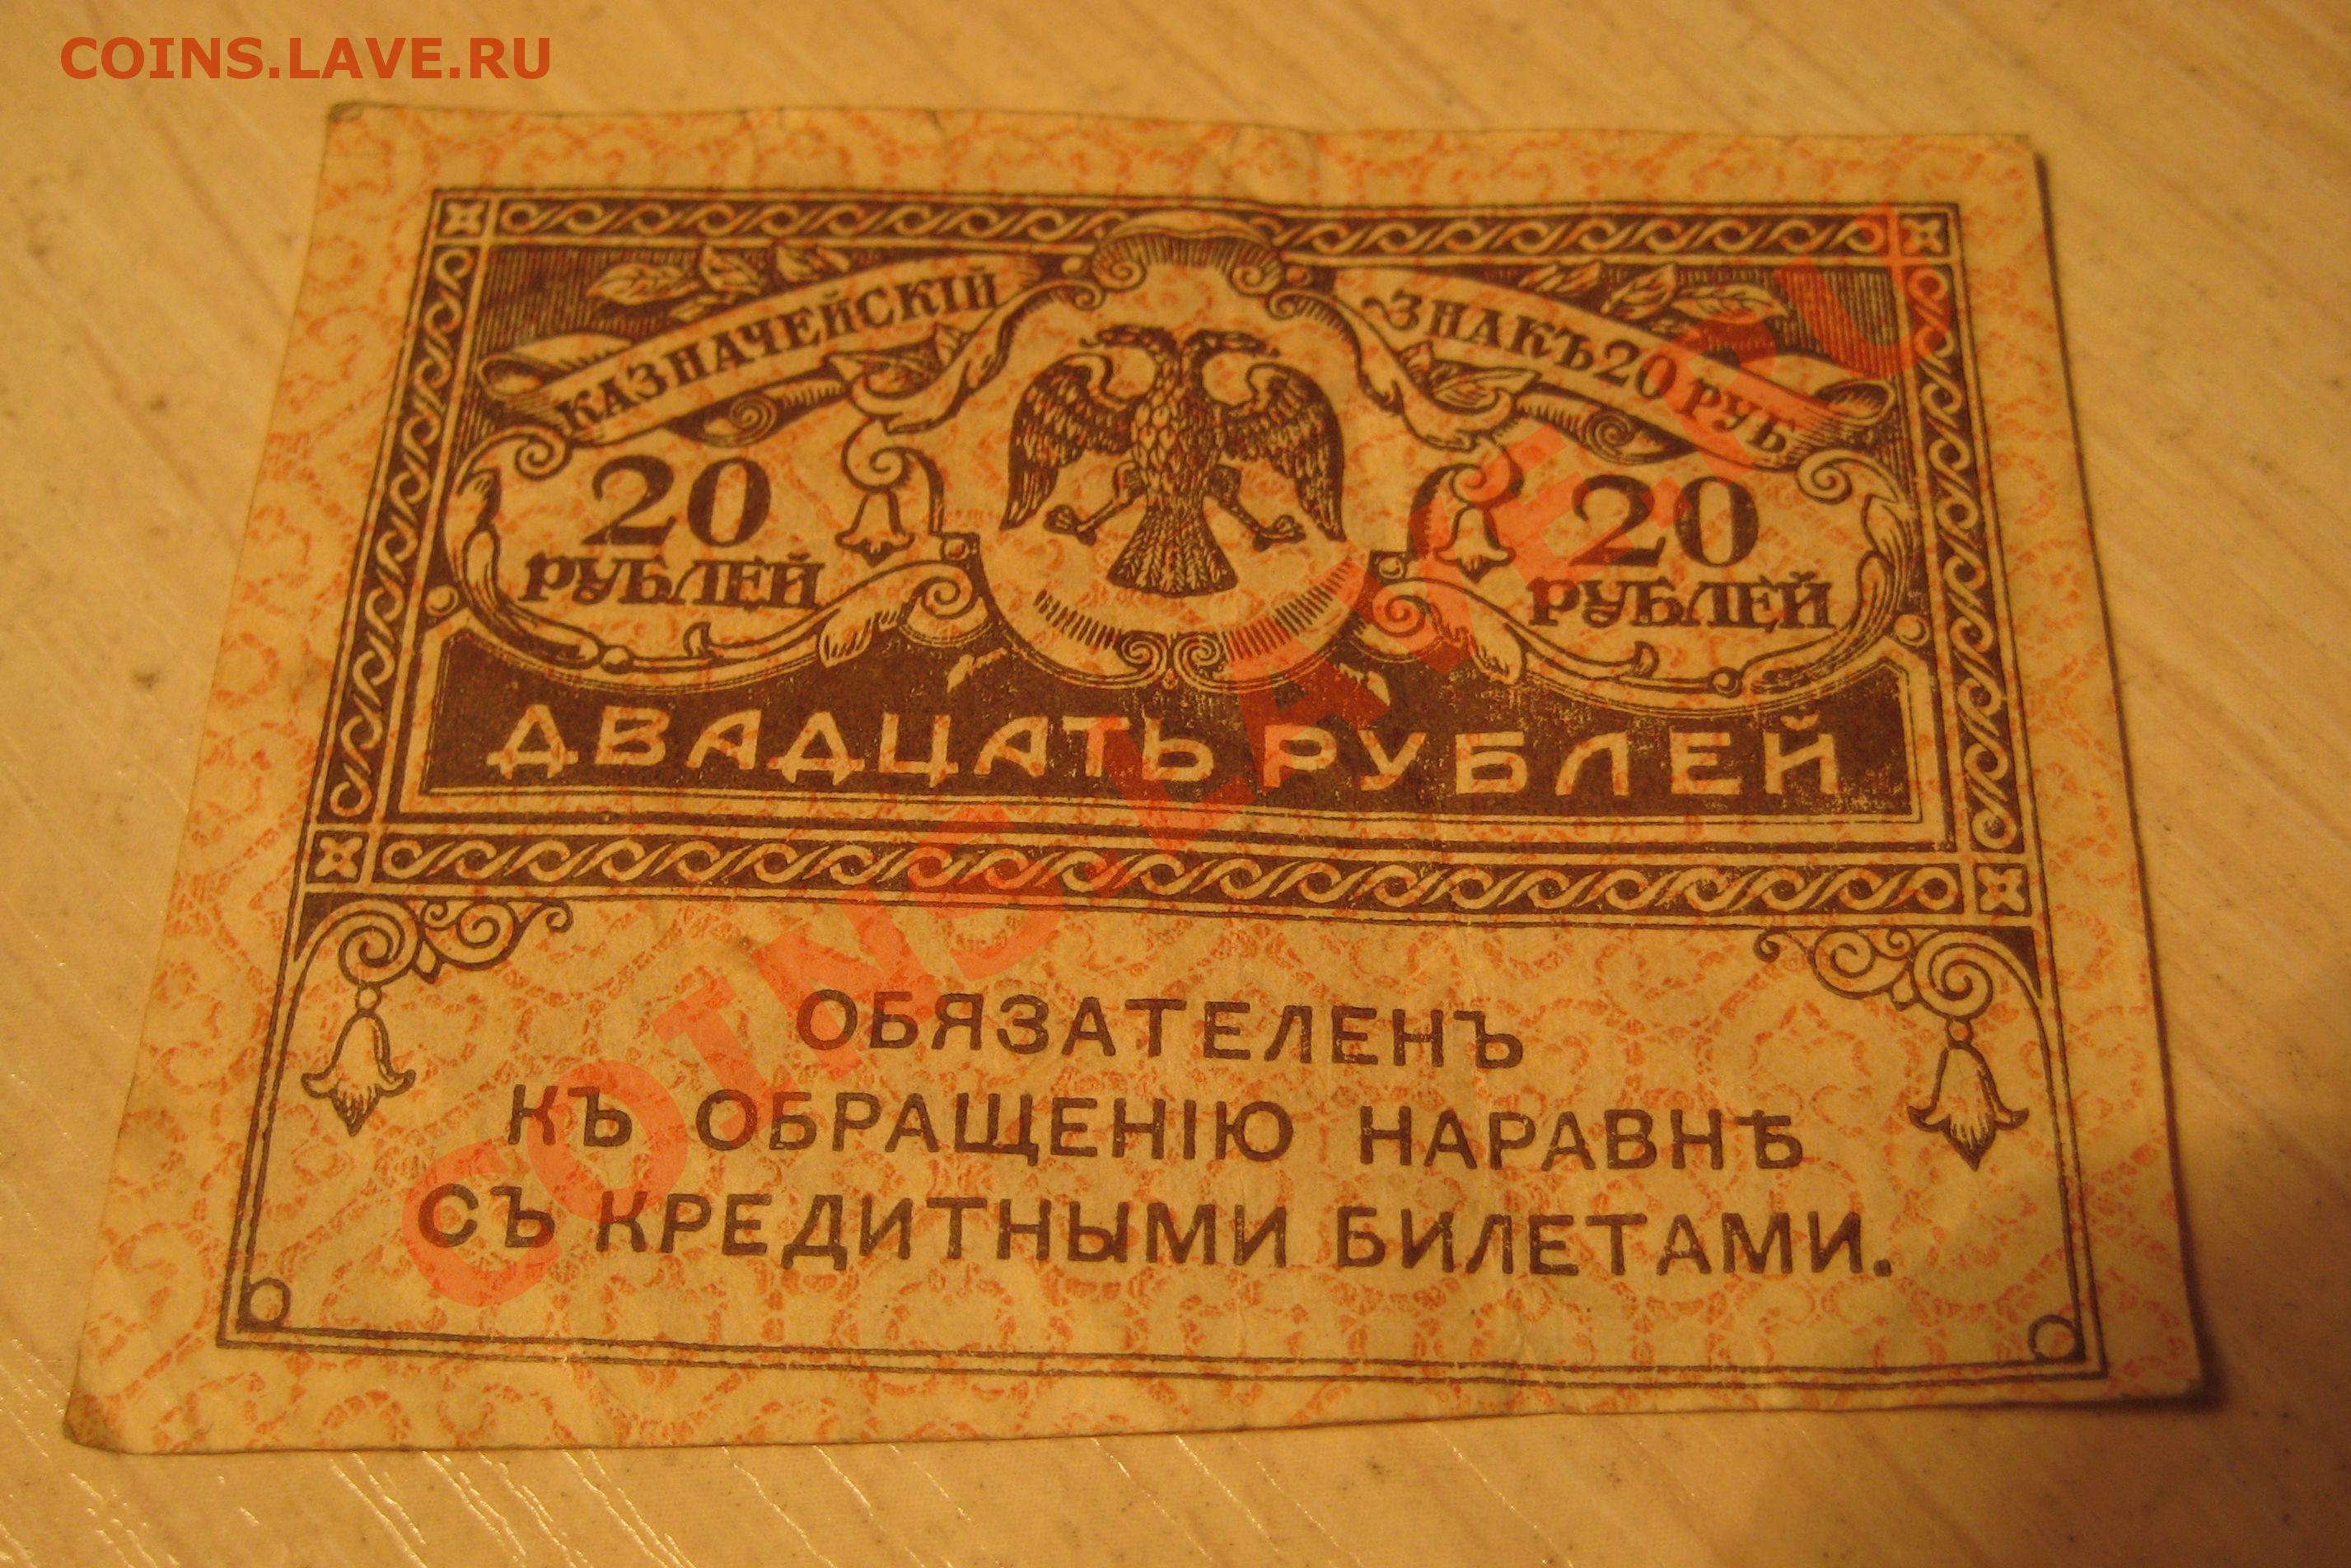 COINS.LAVE.RU
КАЗНАЧЕЙСКІЙ ЗНАКЪ 20 РУБ
20 20
РУБЛЕЙ РУБЛЕЙ
ДВАДЦАТЬ РУБЛЕЙ
ОБЯЗАТЕЛЕНЪ
КЪ ОБРАЩЕНІЮ НАРАВНѢ
СЪ КРЕДИТНЫМИ БИЛЕТАМИ.
COINS.LAVE.RU